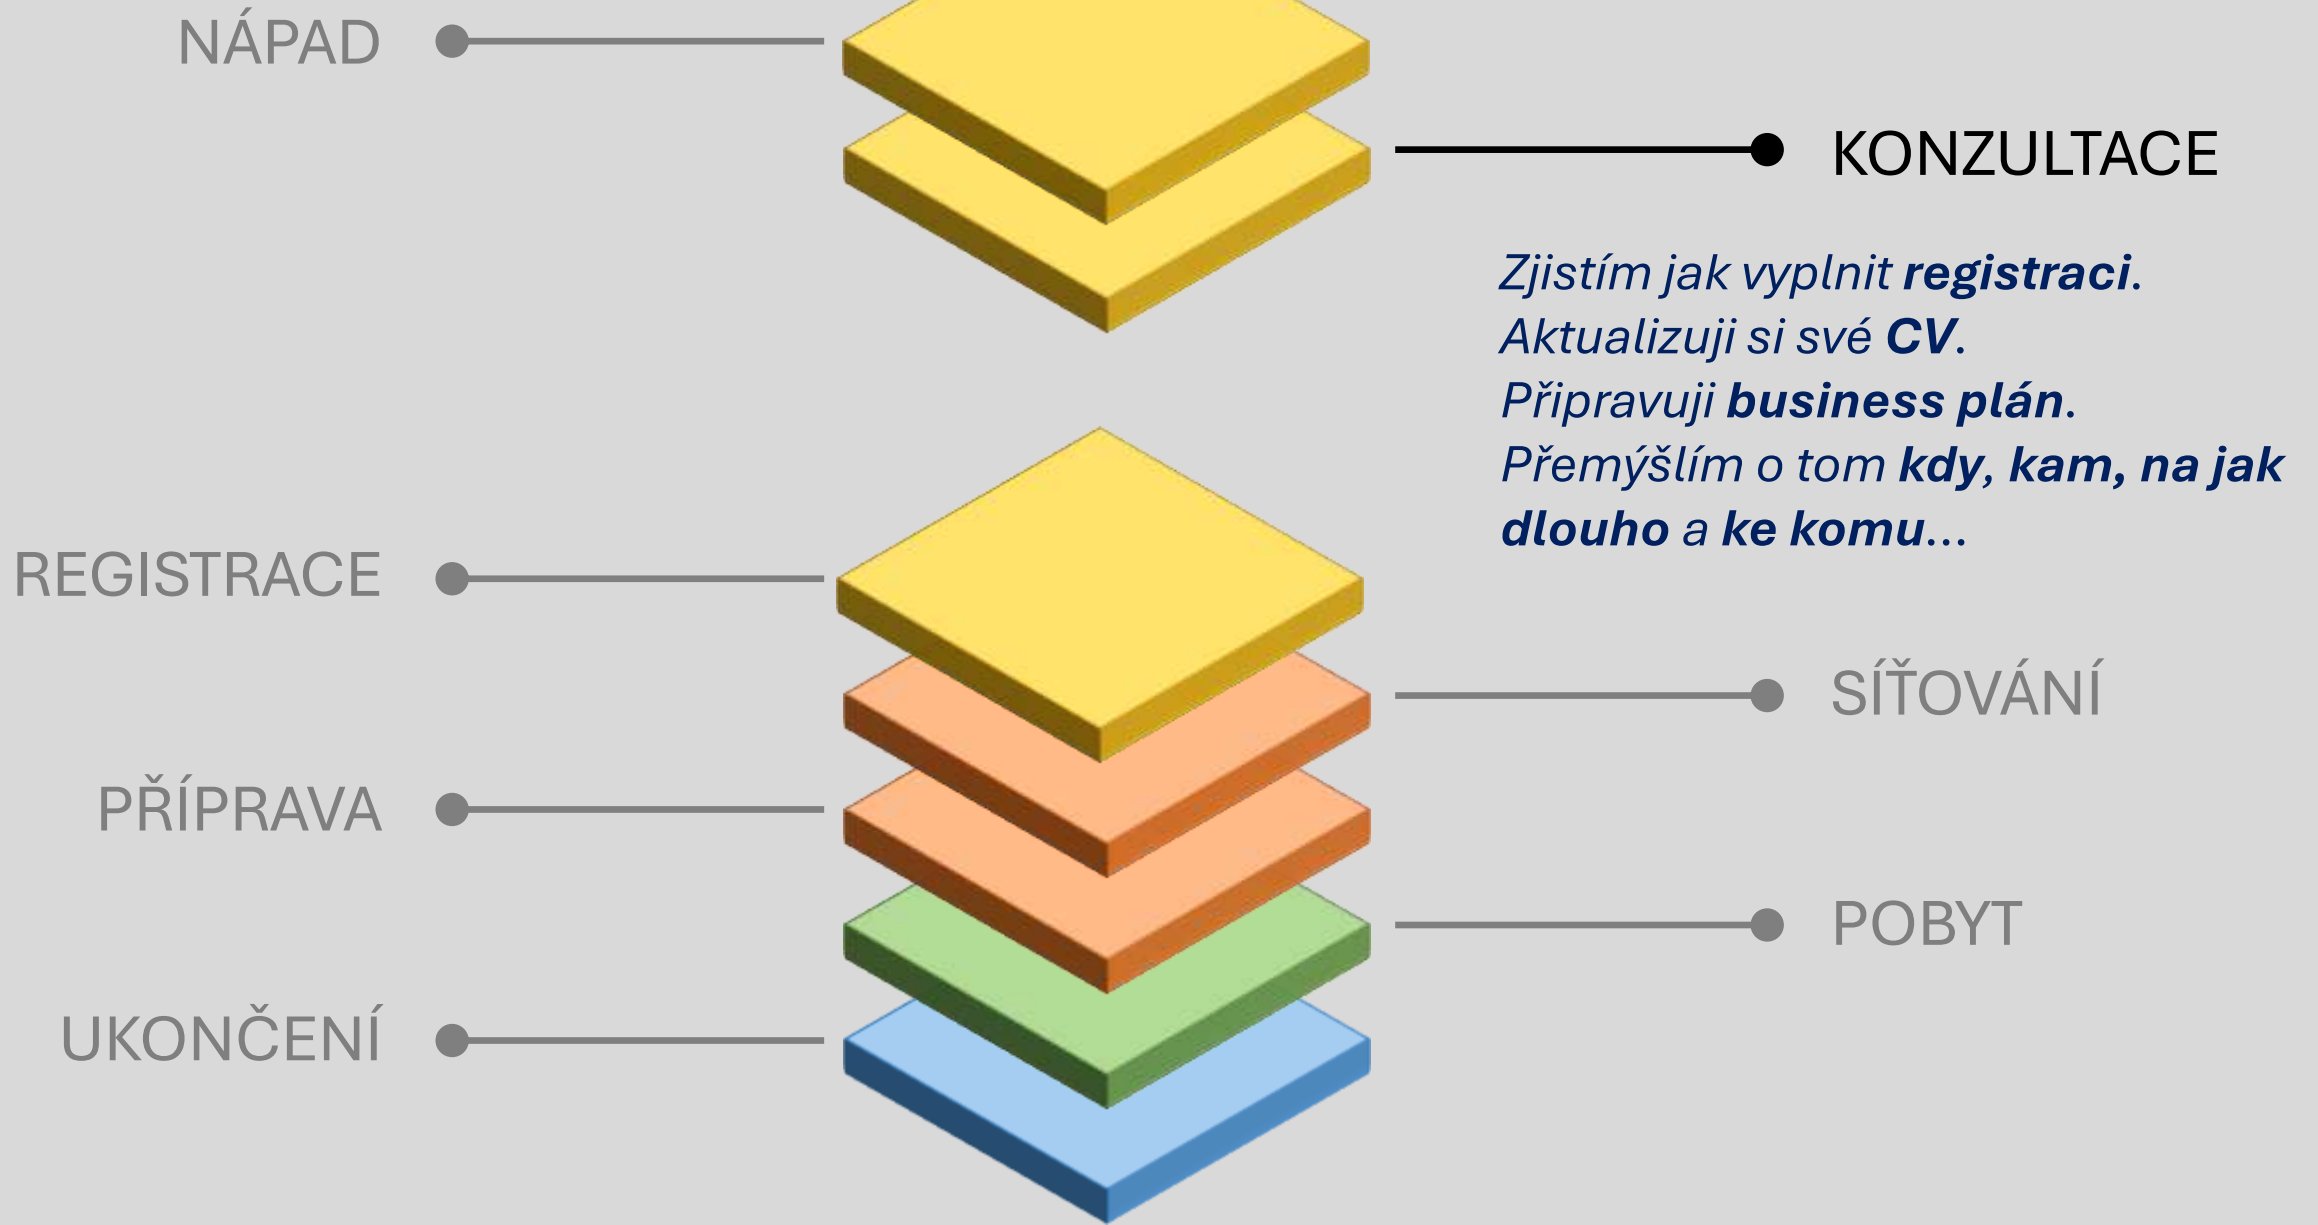 NÁPAD
KONZULTACE
Zjistím jak vyplnit registraci.
Aktualizuji si své CV.
Připravuji business plán.
Přemýšlím o tom kdy, kam, na jak
dlouho a ke komu...
REGISTRACE
SÍŤOVÁNÍ
PŘÍPRAVA
POBYT
UKONČENÍ